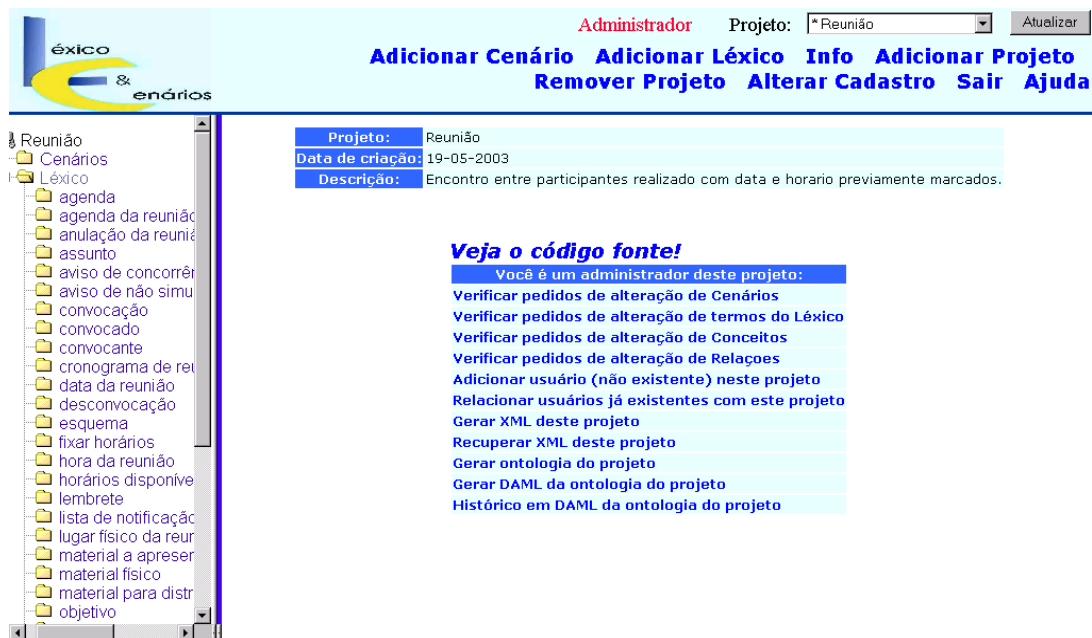 éxico
&
enários
Administrador Projeto: *Reunião Atualizar
Adicionar Cenário Adicionar Léxico Info Adicionar Projeto
Remover Projeto Alterar Cadastro Sair Ajuda
Reunião
Cenários
Léxico
agenda
agenda da reunião
anulação da reuniã
assunto
aviso de concorrên
aviso de não simu
convocação
convocado
convocante
cronograma de reu
data da reunião
desconvocação
esquema
fixar horários
hora da reunião
horários disponíve
lembrete
lista de notificação
lugar físico da reun
material a apresen
material físico
material para distr
objetivo
Projeto: Reunião
Data de criação: 19-05-2003
Descrição: Encontro entre participantes realizado com data e horario previamente marcados.
Veja o código fonte!
Você é um administrador deste projeto:
Verificar pedidos de alteração de Cenários
Verificar pedidos de alteração de termos do Léxico
Verificar pedidos de alteração de Conceitos
Verificar pedidos de alteração de Relaçoes
Adicionar usuário (não existente) neste projeto
Relacionar usuários já existentes com este projeto
Gerar XML deste projeto
Recuperar XML deste projeto
Gerar ontologia do projeto
Gerar DAML da ontologia do projeto
Histórico em DAML da ontologia do projeto